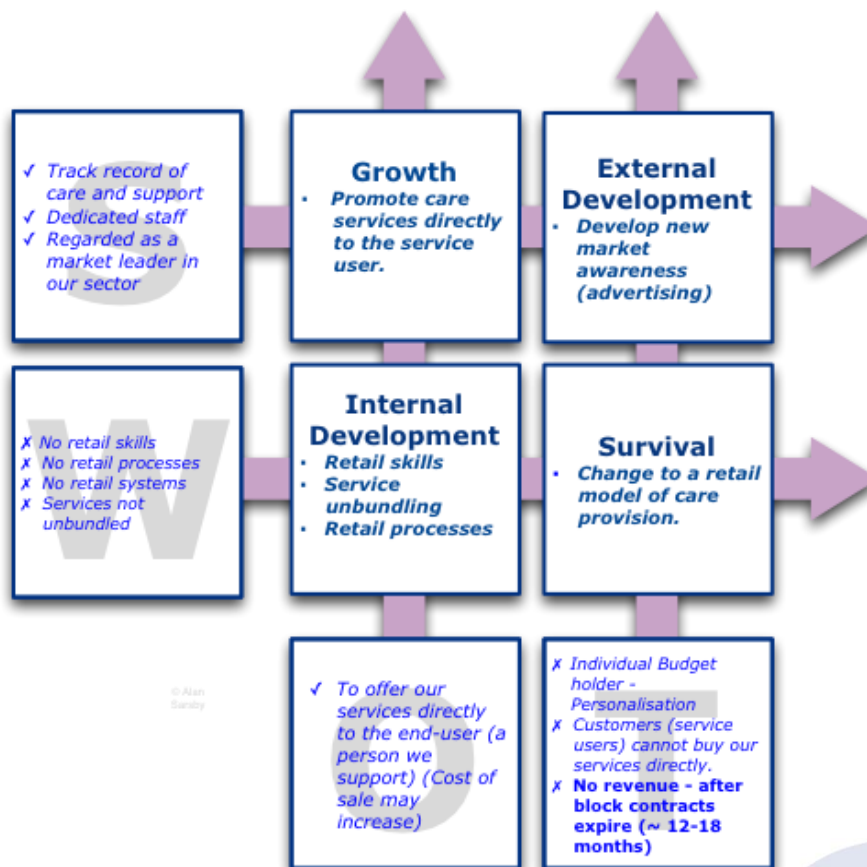 S
✓ Track record of
care and support
✓ Dedicated staff
✓ Regarded as a
market leader in
our sector
Growth
▪ Promote care
services directly
to the service
user.
External
Development
▪ Develop new
market
awareness
(advertising)
W
✗ No retail skills
✗ No retail processes
✗ No retail systems
✗ Services not
unbundled
Internal
Development
▪ Retail skills
▪ Service
unbundling
▪ Retail processes
Survival
▪ Change to a retail
model of care
provision.
© Alan
Sarsby
O
✓ To offer our
services directly
to the end-user (a
person we
support) (Cost of
sale may
increase)
T
✗ Individual Budget
holder -
Personalisation
✗ Customers (service
users) cannot buy our
services directly.
✗ No revenue - after
block contracts
expire (~ 12-18
months)